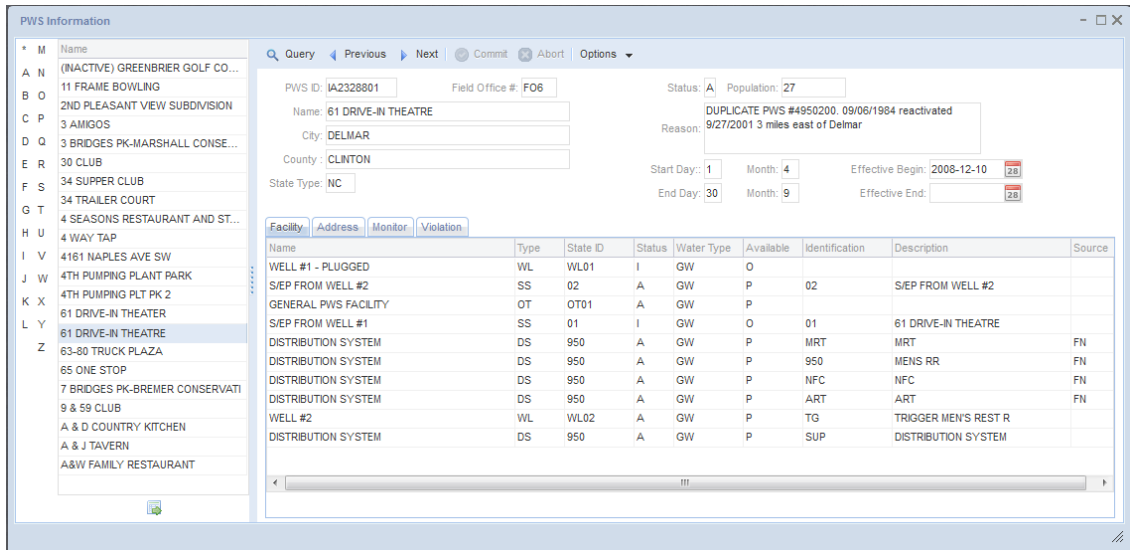 PWS Information
* M
A N
B O
C P
D Q
E R
F S
G T
H U
I V
J W
K X
L Y
Z
Name
(INACTIVE) GREENBRIER GOLF CO...
11 FRAME BOWLING
2ND PLEASANT VIEW SUBDIVISION
3 AMIGOS
3 BRIDGES PK-MARSHALL CONSE...
30 CLUB
34 SUPPER CLUB
34 TRAILER COURT
4 SEASONS RESTAURANT AND ST...
4 WAY TAP
4161 NAPLES AVE SW
4TH PUMPING PLANT PARK
4TH PUMPING PLT PK 2
61 DRIVE-IN THEATER
61 DRIVE-IN THEATRE
63-80 TRUCK PLAZA
65 ONE STOP
7 BRIDGES PK-BREMER CONSERVATI
9 & 59 CLUB
A & D COUNTRY KITCHEN
A & J TAVERN
A&W FAMILY RESTAURANT
Query Previous Next Commit Abort Options
PWS ID: IA2328801 Field Office #: FO6 Status: A Population: 27
Name: 61 DRIVE-IN THEATRE
City: DELMAR
County : CLINTON
State Type: NC
Reason: DUPLICATE PWS #4950200. 09/06/1984 reactivated
9/27/2001 3 miles east of Delmar
Start Day:: 1 Month: 4 Effective Begin: 2008-12-10 28
End Day: 30 Month: 9 Effective End: 28
Facility Address Monitor Violation
Name Type State ID Status Water Type Available Identification Description Source
WELL #1 - PLUGGED WL WL01 I GW O
S/EP FROM WELL #2 SS 02 A GW P 02 S/EP FROM WELL #2
GENERAL PWS FACILITY OT OT01 A GW P
S/EP FROM WELL #1 SS 01 I GW O 01 61 DRIVE-IN THEATRE
DISTRIBUTION SYSTEM DS 950 A GW P MRT MRT FN
DISTRIBUTION SYSTEM DS 950 A GW P 950 MENS RR FN
DISTRIBUTION SYSTEM DS 950 A GW P NFC NFC FN
DISTRIBUTION SYSTEM DS 950 A GW P ART ART FN
WELL #2 WL WL02 A GW P TG TRIGGER MEN'S REST R
DISTRIBUTION SYSTEM DS 950 A GW P SUP DISTRIBUTION SYSTEM